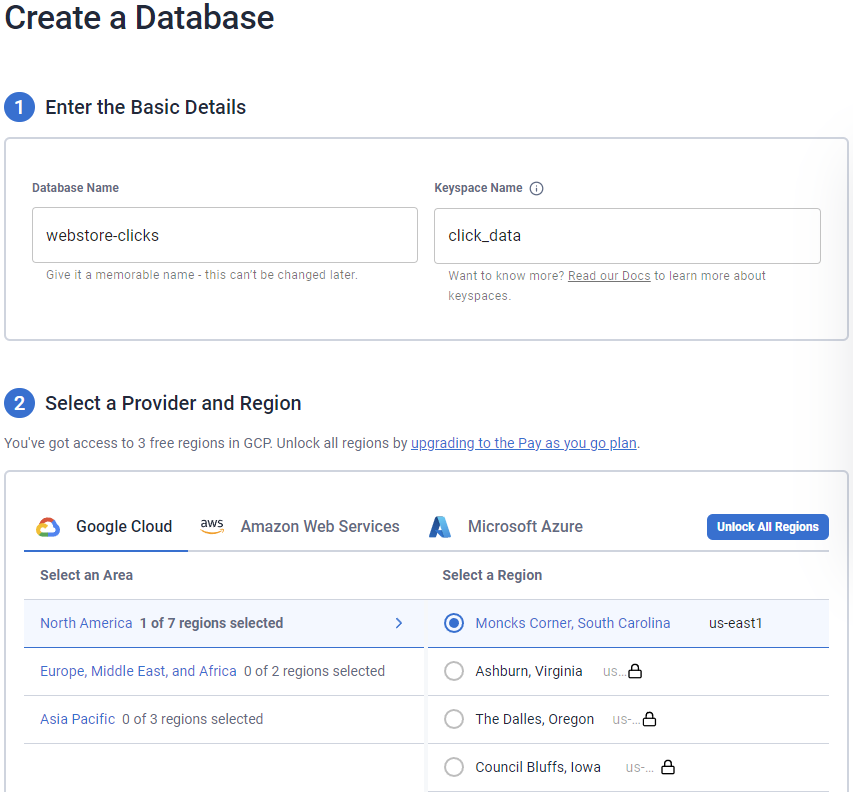 Create a Database
1 Enter the Basic Details
Database Name
Keyspace Name
webstore-clicks
click_data
Give it a memorable name - this can't be changed later.
Want to know more? Read our Docs to learn more about
keyspaces.
2 Select a Provider and Region
You've got access to 3 free regions in GCP. Unlock all regions by upgrading to the Pay as you go plan.
Google Cloud
aws Amazon Web Services
Microsoft Azure
Unlock All Regions
Select an Area
Select a Region
North America 1 of 7 regions selected
Moncks Corner, South Carolina us-east1
Europe, Middle East, and Africa 0 of 2 regions selected
Ashburn, Virginia us...
Asia Pacific 0 of 3 regions selected
The Dalles, Oregon us-...
Council Bluffs, Iowa us-...